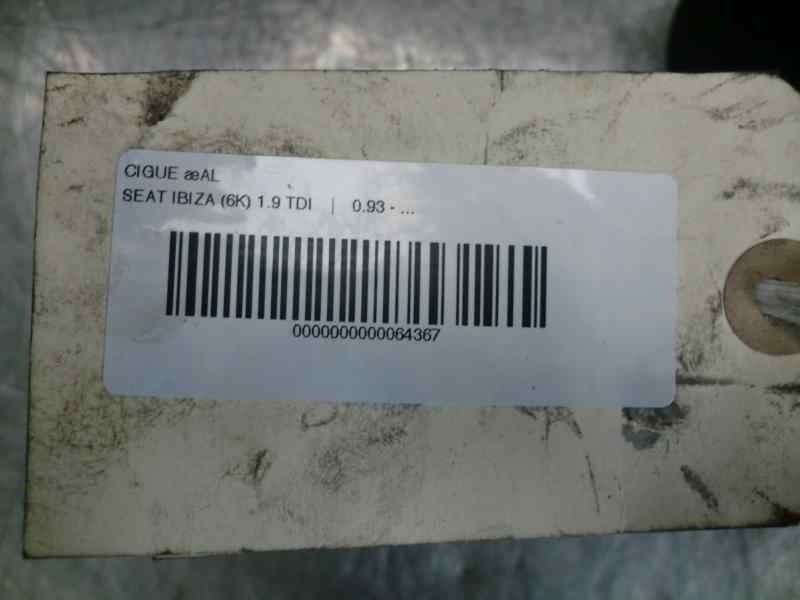 CIGUE æAL
SEAT IBIZA (6K) 1.9 TDI | 0.93 - ...
0000000000064367